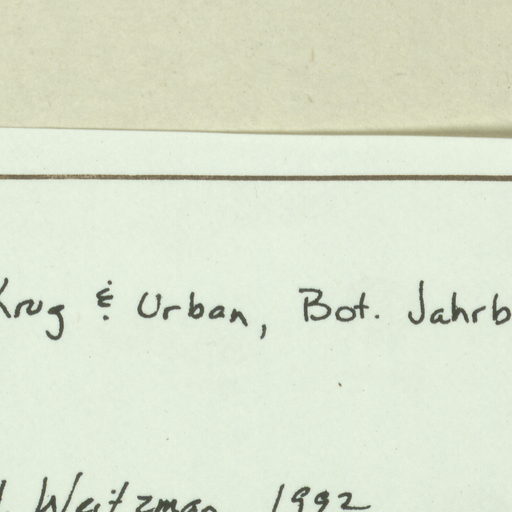 Krug & Urban, Bot. Jahrb
Weitzman 1992